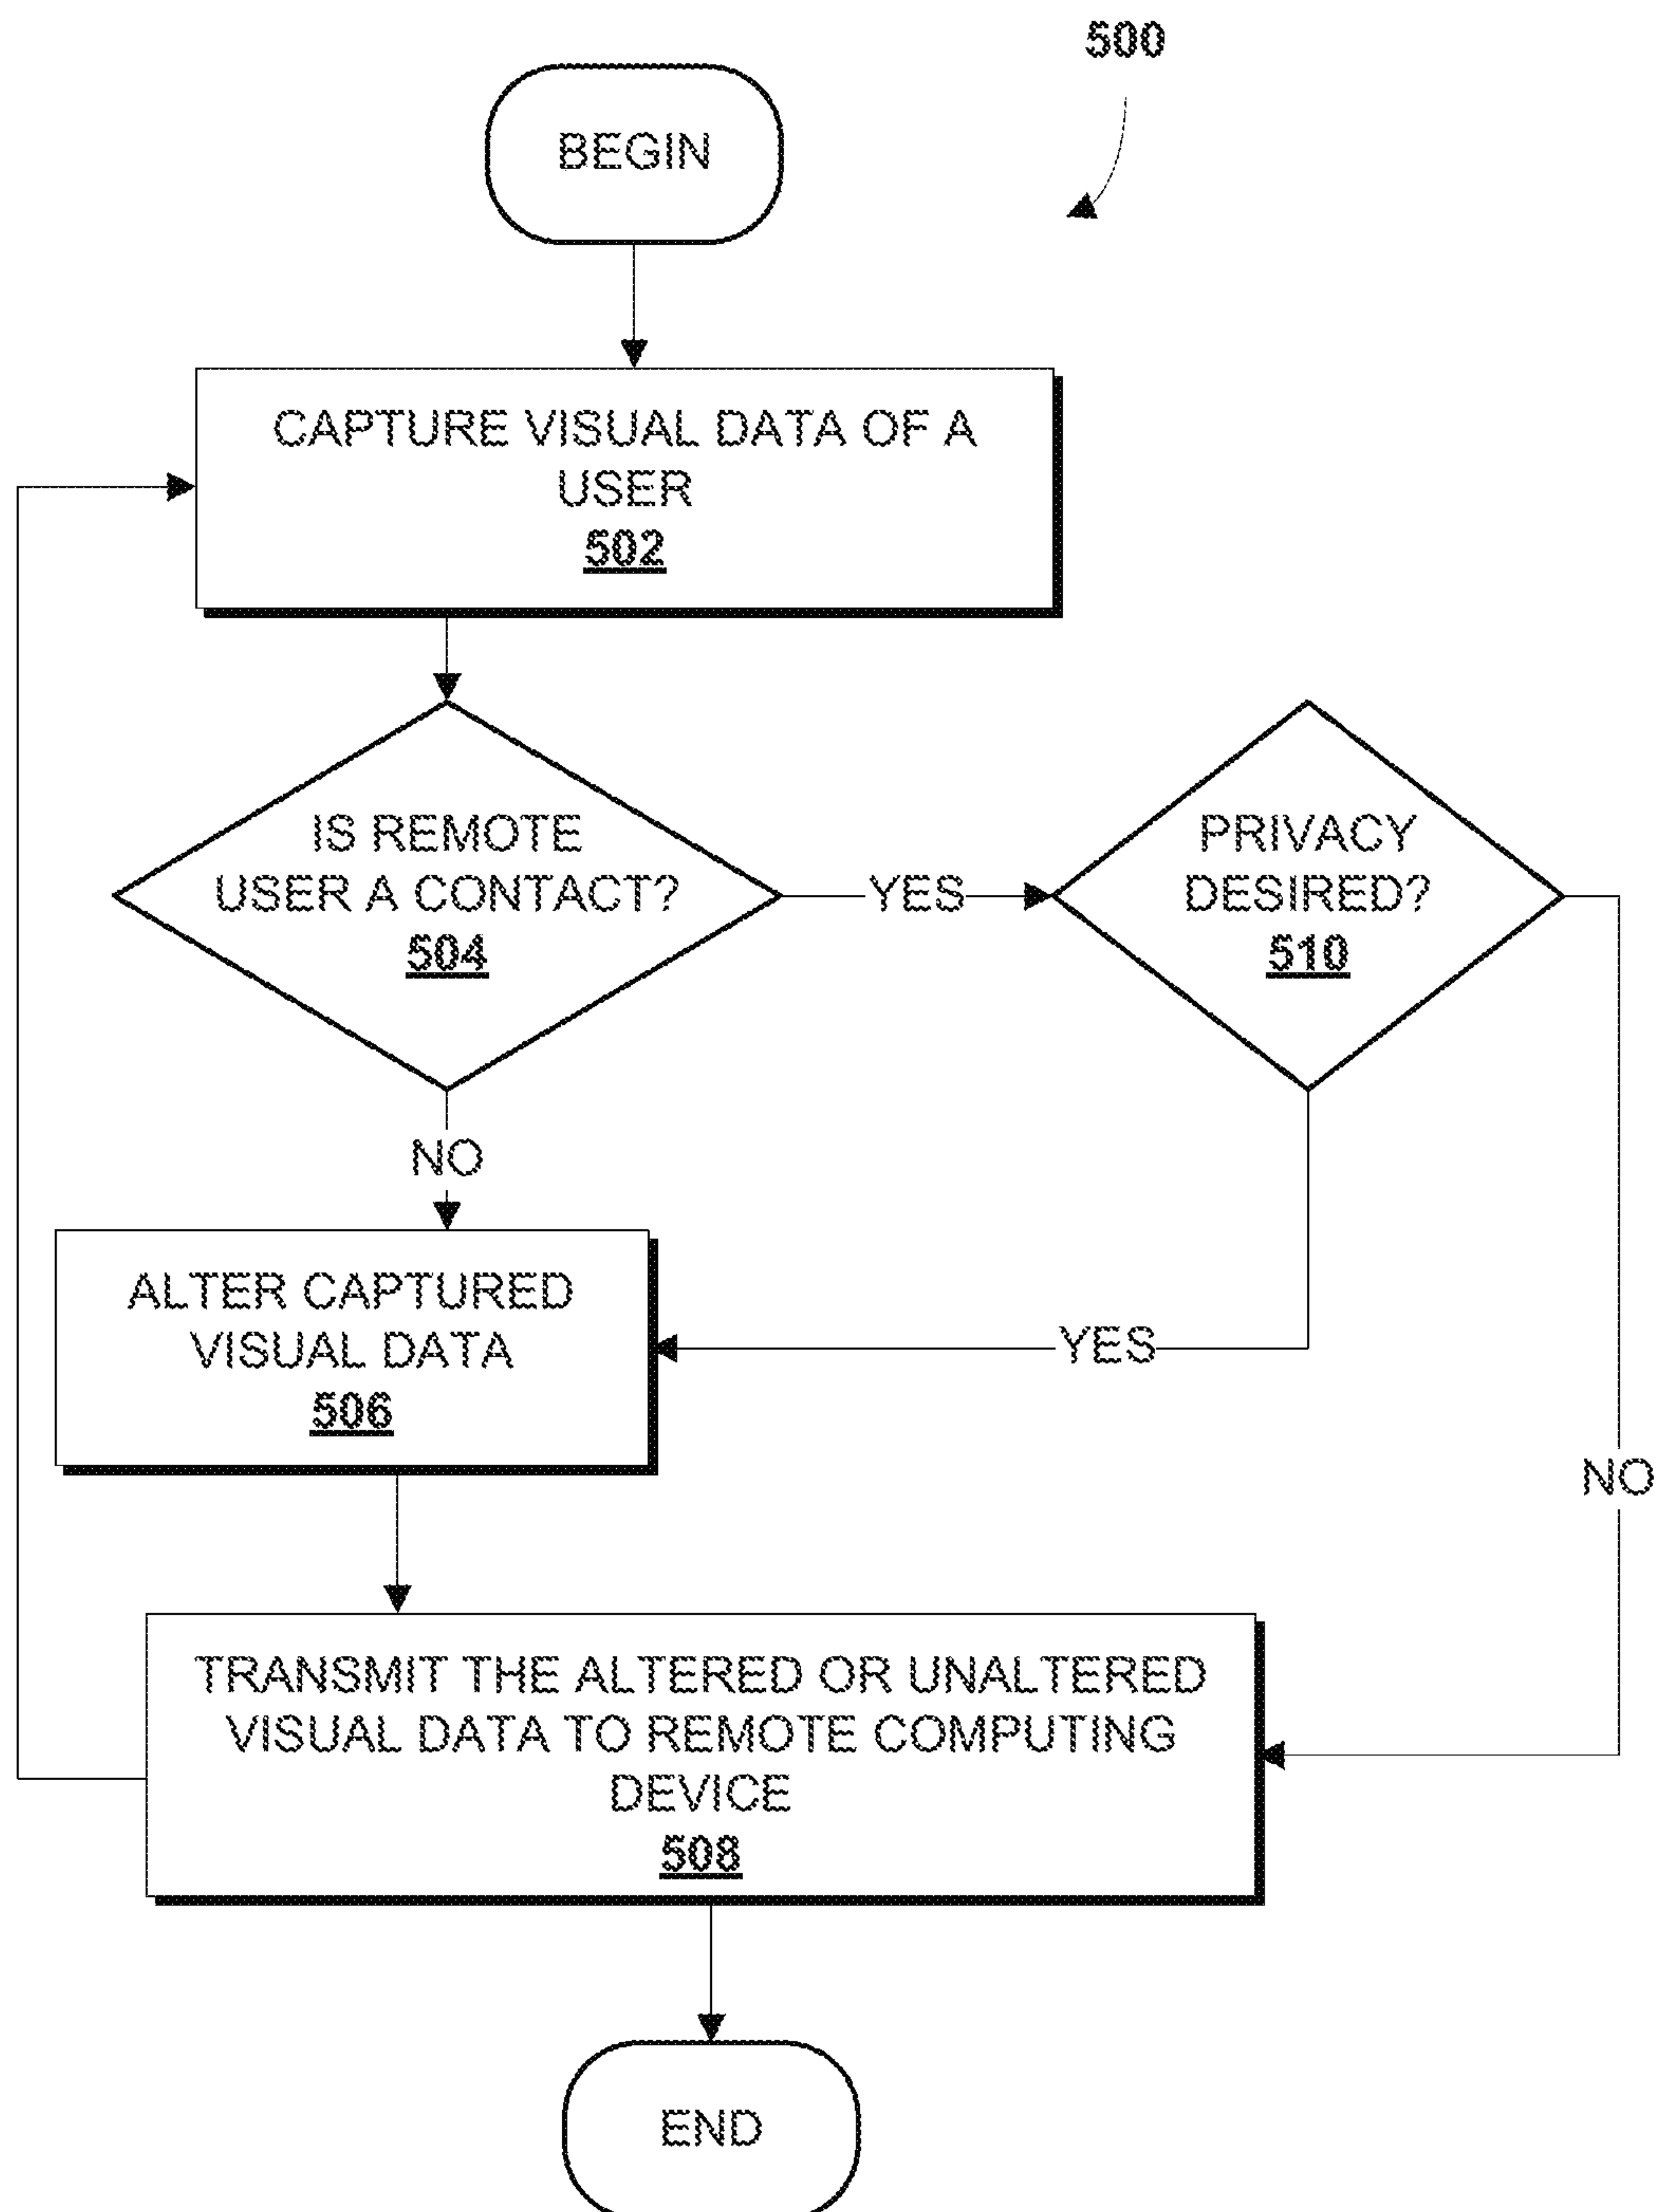 500
BEGIN
CAPTURE VISUAL DATA OF A
USER
502
IS REMOTE
USER A CONTACT?
504
YES
PRIVACY
DESIRED?
510
NO
ALTER CAPTURED
VISUAL DATA
506
YES
NO
TRANSMIT THE ALTERED OR UNALTERED
VISUAL DATA TO REMOTE COMPUTING
DEVICE
508
END